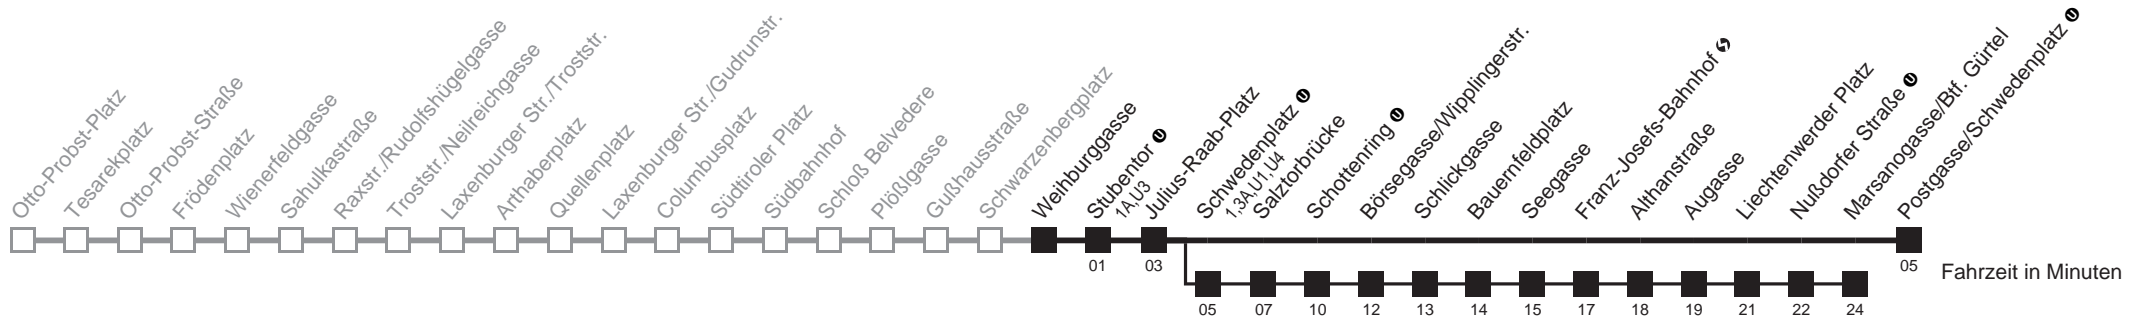 Otto-Probst-Platz
Tesarekplatz
Otto-Probst-Straße
Frödenplatz
Wienerfeldgasse
Sahulkastraße
Raxstr./Rudolfshügelgasse
Troststr./Neilreichgasse
Laxenburger Str./Troststr.
Arthaberplatz
Quellenplatz
Laxenburger Str./Gudrunstr.
Columbusplatz
Südtiroler Platz
Südbahnhof
Schloß Belvedere
Plößlgasse
Gußhausstraße
Schwarzenbergplatz
Weihburggasse
Stubentor U
1A,U3
Julius-Raab-Platz
Schwedenplatz U
1,3A,U1,U4
Salztorbrücke
Schottenring U
Börsegasse/Wipplingerstr.
Schlickgasse
Bauernfeldplatz
Seegasse
Franz-Josefs-Bahnhof
Althanstraße
Augasse
Liechtenwerder Platz
Nußdorfer Straße U
Marsanogasse/Btf. Gürtel
Postgasse/Schwedenplatz U
01 03 05
Fahrzeit in Minuten
05 07 10 12 13 14 15 17 18 19 21 22 24